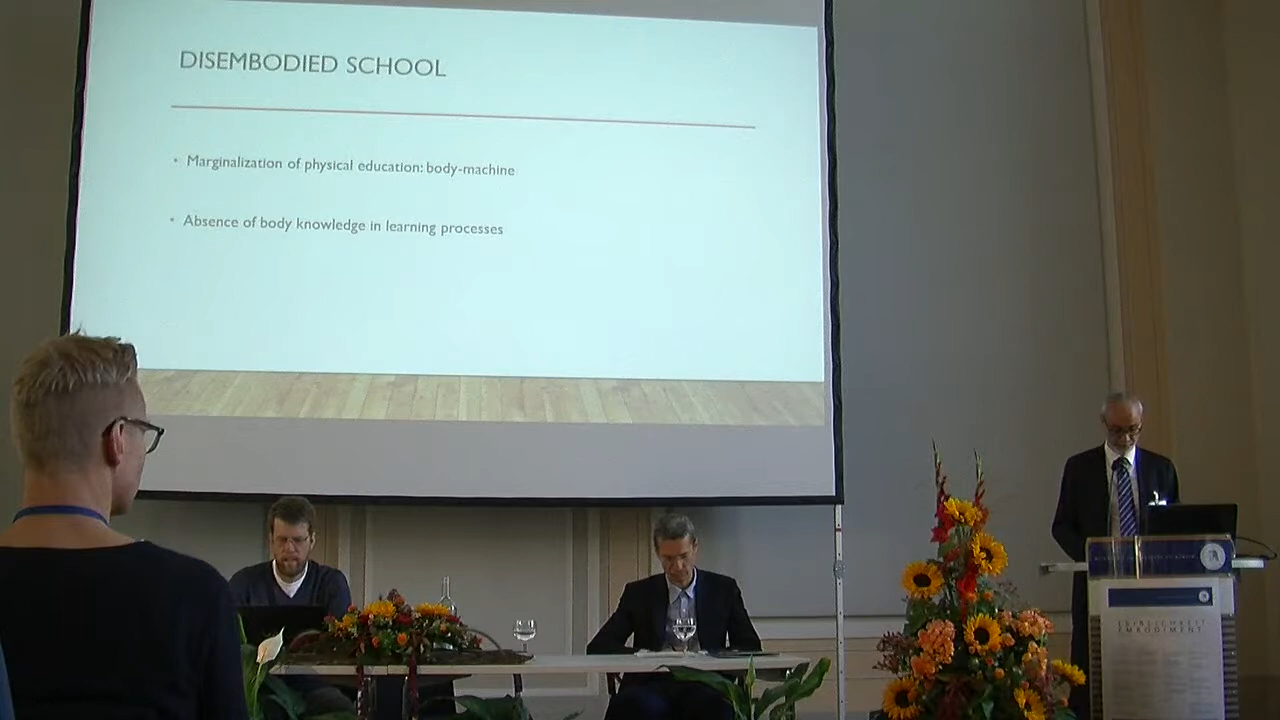 DISEMBODIED SCHOOL
• Marginalization of physical education: body-machine
• Absence of body knowledge in learning processes
EMBODIMENT